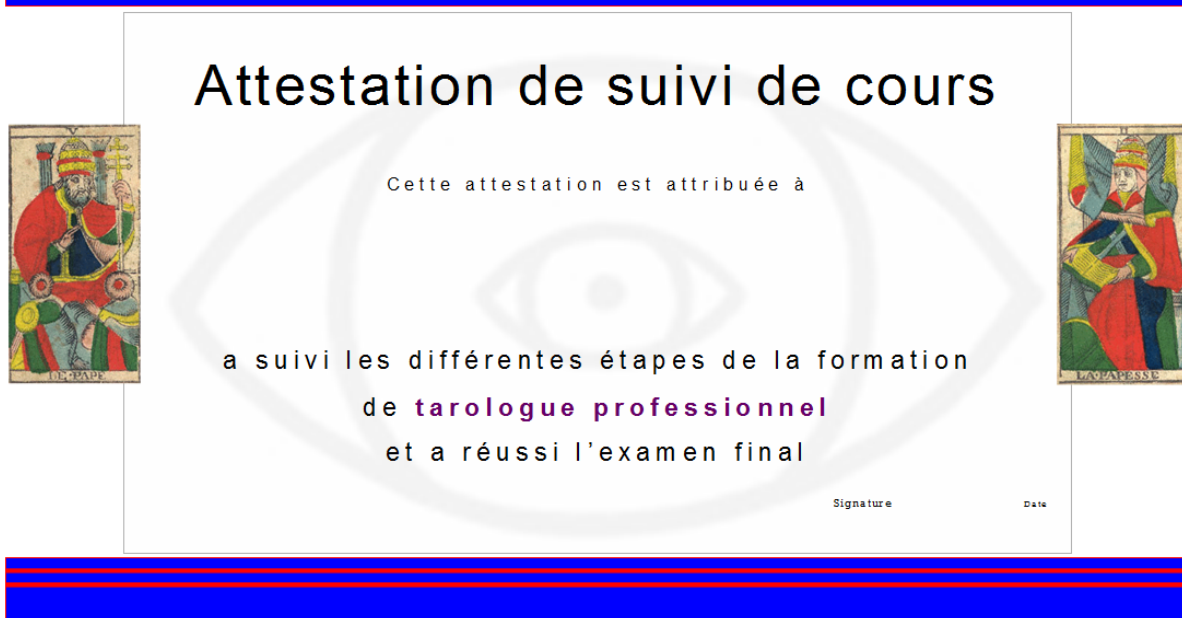 Attestation de suivi de cours
Cette attestation est attribuée à
V
II
LE·PAPE
LA·PAPESSE
a suivi les différentes étapes de la formation
de tarologue professionnel
et a réussi l’examen final
Signature
Date